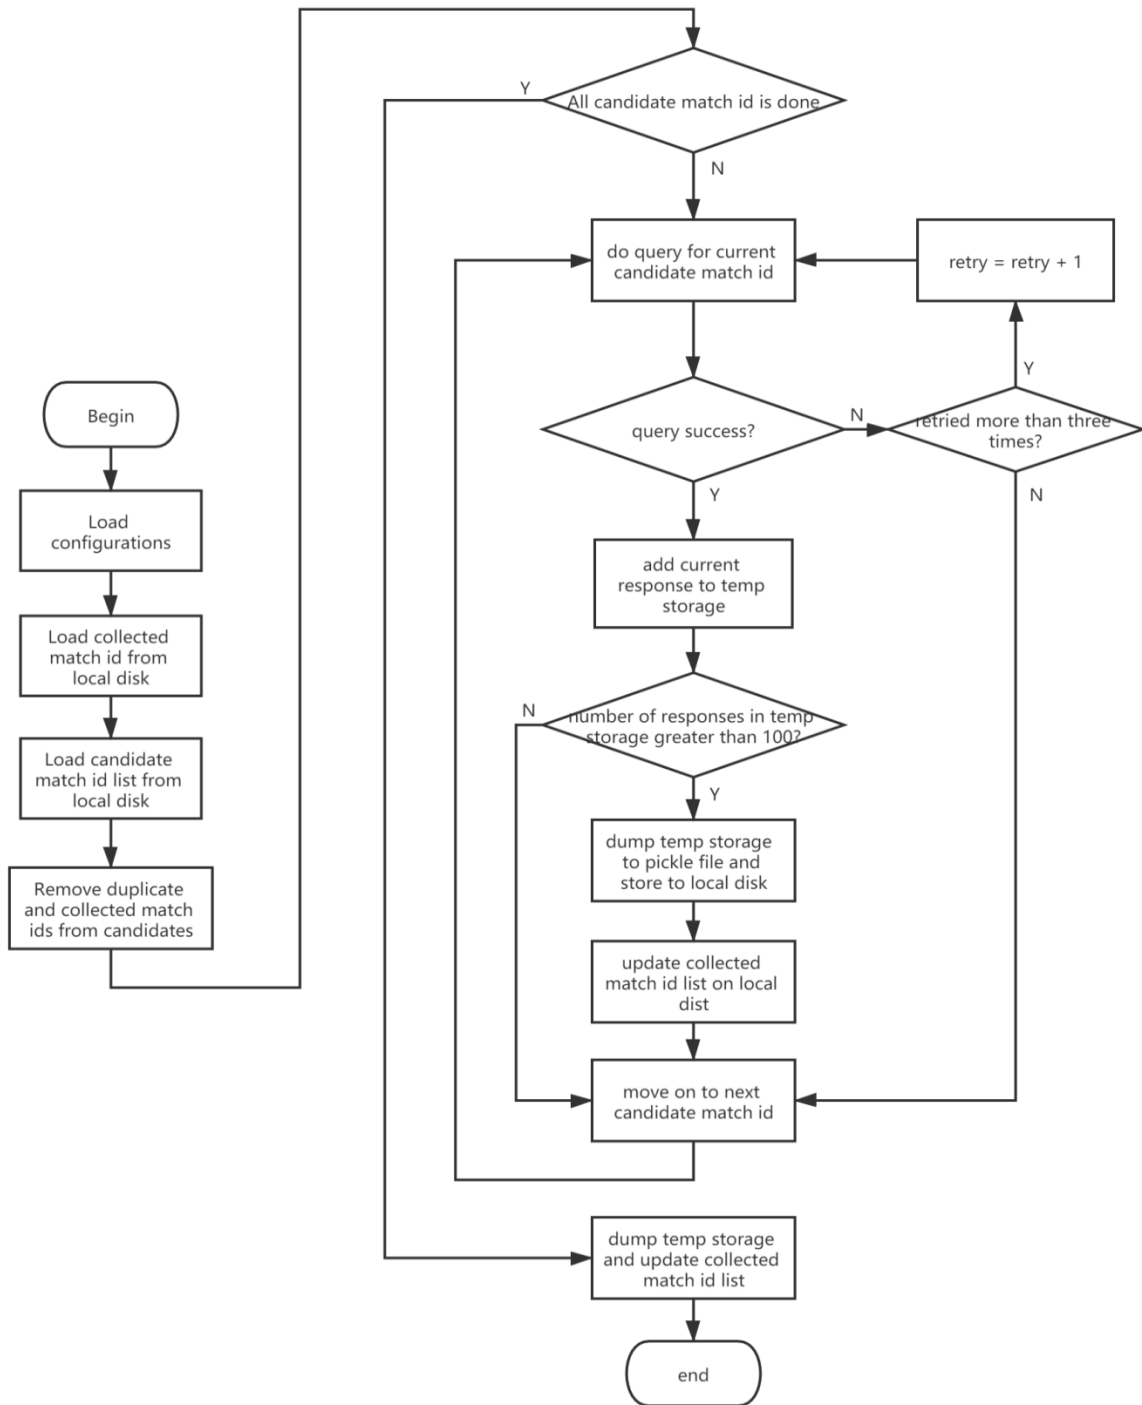 All candidate match id is done
Y
N
do query for current
candidate match id
retry = retry + 1
Y
Begin
query success?
N
retried more than three
times?
Y
N
Load
configurations
add current
response to temp
storage
Load collected
match id from
local disk
number of responses in temp
storage greater than 100?
N
Y
Load candidate
match id list from
local disk
dump temp storage
to pickle file and
store to local disk
Remove duplicate
and collected match
ids from candidates
update collected
match id list on local
dist
move on to next
candidate match id
dump temp storage
and update collected
match id list
end